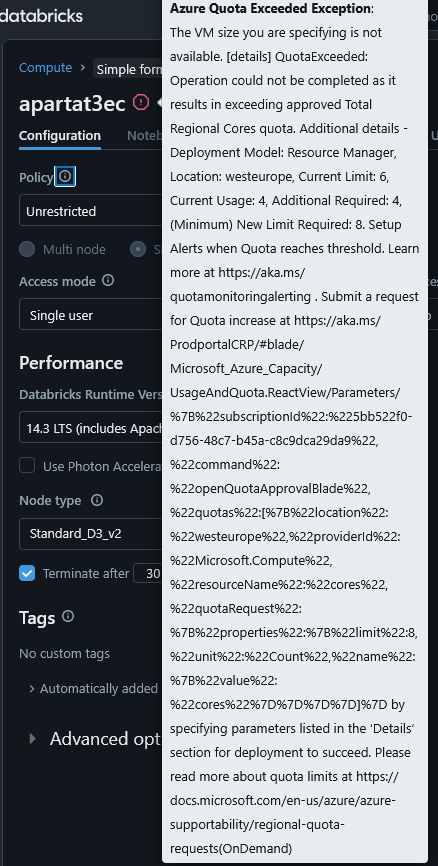 databricks
Compute
Simple form
apartat3ec
Configuration
Noteb
Policy
Unrestricted
Multi node
Access mode
Single user
Performance
Databricks Runtime Vers
14.3 LTS (includes Apach
Use Photon Accelera
Node type
Standard_D3_v2
Terminate after 30
Tags
No custom tags
Automatically added
Advanced opt
Azure Quota Exceeded Exception:
The VM size you are specifying is not
available. [details] QuotaExceeded:
Operation could not be completed as it
results in exceeding approved Total
Regional Cores quota. Additional details -
Deployment Model: Resource Manager,
Location: westeurope, Current Limit: 6,
Current Usage: 4, Additional Required: 4,
(Minimum) New Limit Required: 8. Setup
Alerts when Quota reaches threshold. Learn
more at https://aka.ms/
quotamonitoringalerting . Submit a request
for Quota increase at https://aka.ms/
ProdportalCRP/#blade/
Microsoft_Azure_Capacity/
UsageAndQuota.ReactView/Parameters/
%7B%22subscriptionId%22:%225bb522f0-
d756-48c7-b45a-c8c9dca29da9%22,
%22command%22:
%22openQuotaApprovalBlade%22,
%22quotas%22:[%7B%22location%22:
%22westeurope%22,%22providerId%22:
%22Microsoft.Compute%22,
%22resourceName%22:%22cores%22,
%22quotaRequest%22:
%7B%22properties%22:%7B%22limit%22:8,
%22unit%22:%22Count%22,%22name%22:
%7B%22value%22:
%22cores%22%7D%7D%7D%7D]%7D by
specifying parameters listed in the ‘Details’
section for deployment to succeed. Please
read more about quota limits at https://
docs.microsoft.com/en-us/azure/azure-
supportability/regional-quota-
requests(OnDemand)